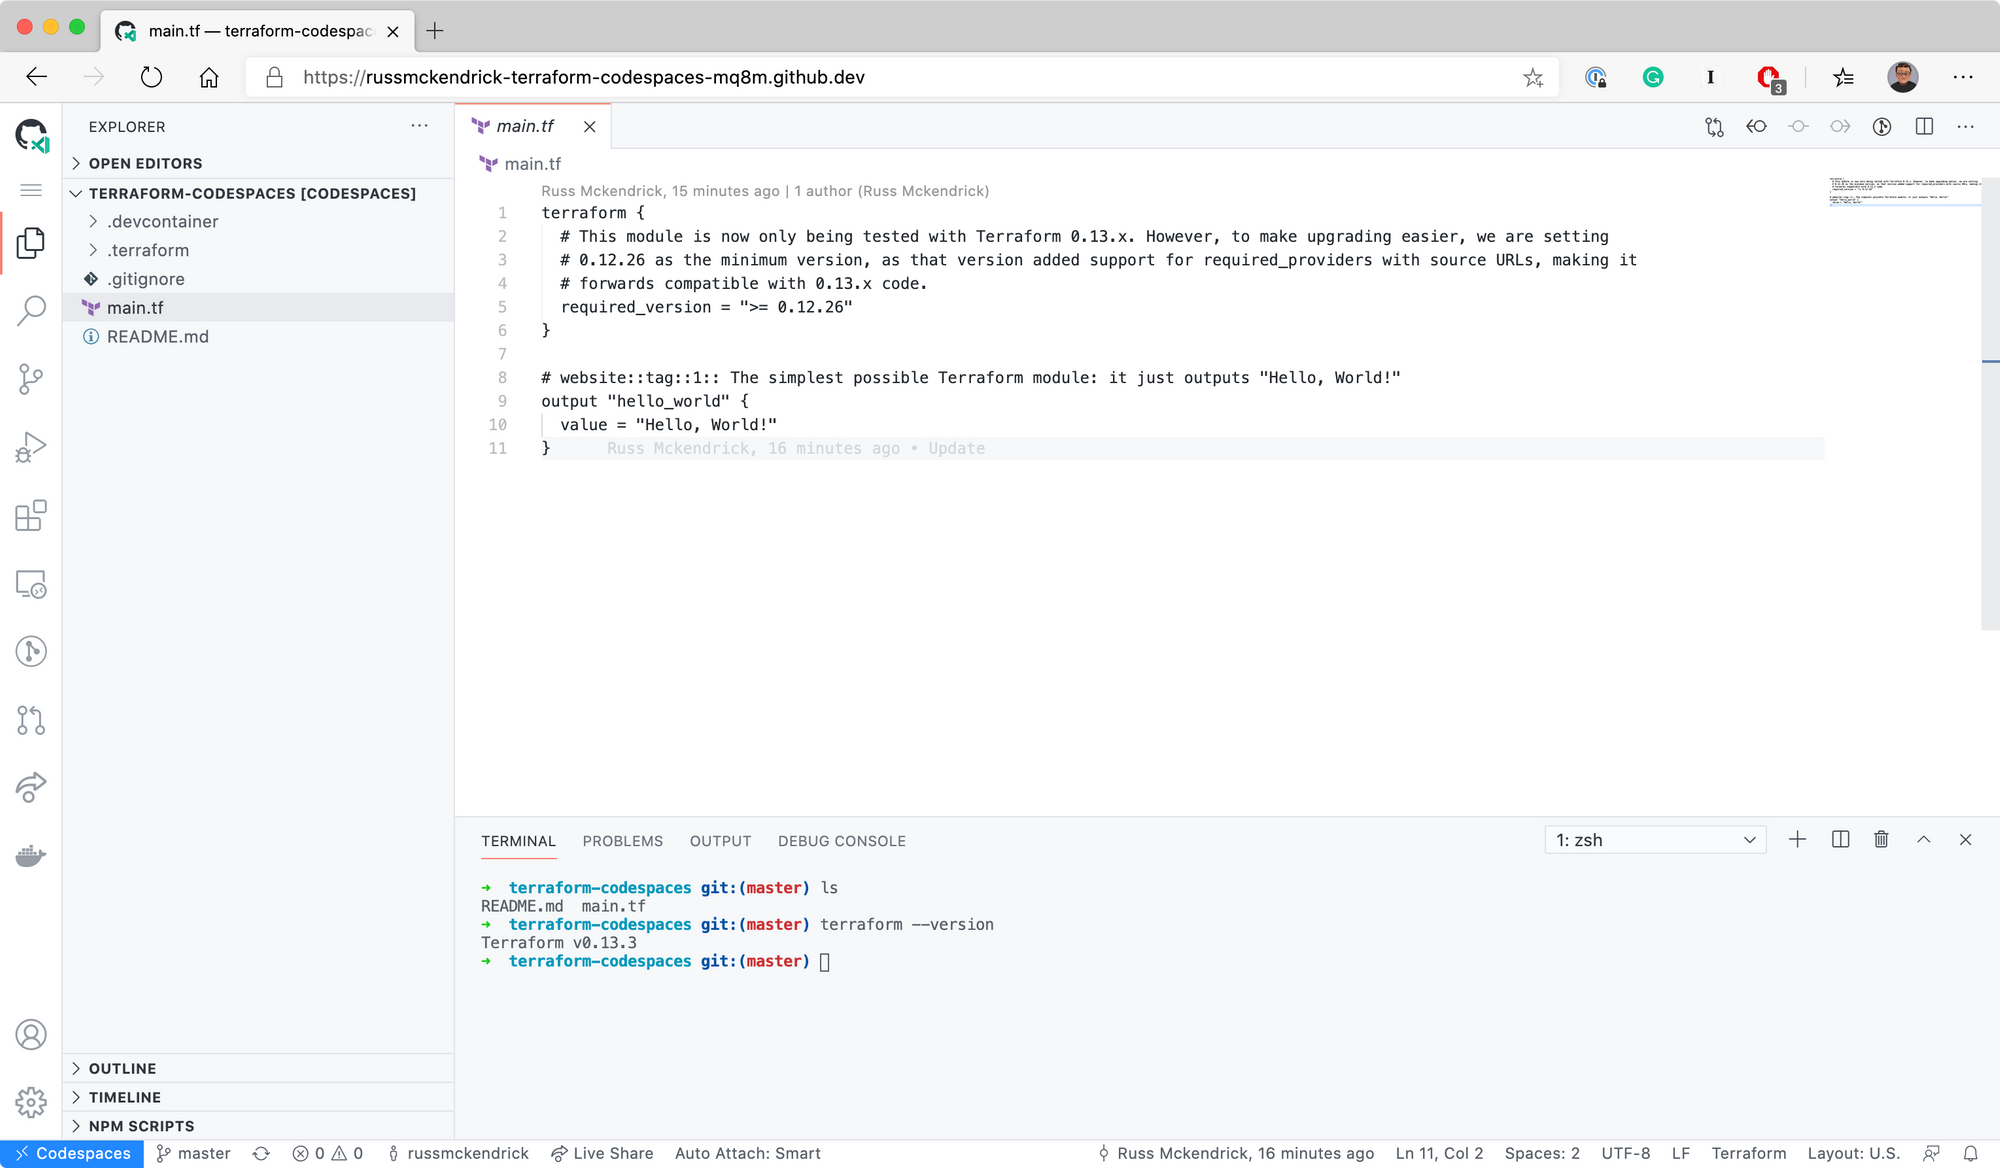 main.tf — terraform-codespac
https://russmckendrick-terraform-codespaces-mq8m.github.dev
3
EXPLORER
OPEN EDITORS
TERRAFORM-CODESPACES [CODESPACES]
.devcontainer
.terraform
.gitignore
main.tf
README.md
OUTLINE
TIMELINE
NPM SCRIPTS
main.tf
main.tf
Russ Mckendrick, 15 minutes ago | 1 author (Russ Mckendrick)
1 terraform {
2 # This module is now only being tested with Terraform 0.13.x. However, to make upgrading easier, we are setting
3 # 0.12.26 as the minimum version, as that version added support for required_providers with source URLs, making it
4 # forwards compatible with 0.13.x code.
5 required_version = ">= 0.12.26"
6 }
7
8 # website::tag::1:: The simplest possible Terraform module: it just outputs "Hello, World!"
9 output "hello_world" {
10 value = "Hello, World!"
11 } Russ Mckendrick, 16 minutes ago • Update
TERMINAL PROBLEMS OUTPUT DEBUG CONSOLE 1: zsh
→ terraform-codespaces git:(master) ls
README.md main.tf
→ terraform-codespaces git:(master) terraform --version
Terraform v0.13.3
→ terraform-codespaces git:(master)
Codespaces master 0 0 russmckendrick Live Share Auto Attach: Smart Russ Mckendrick, 16 minutes ago Ln 11, Col 2 Spaces: 2 UTF-8 LF Terraform Layout: U.S.